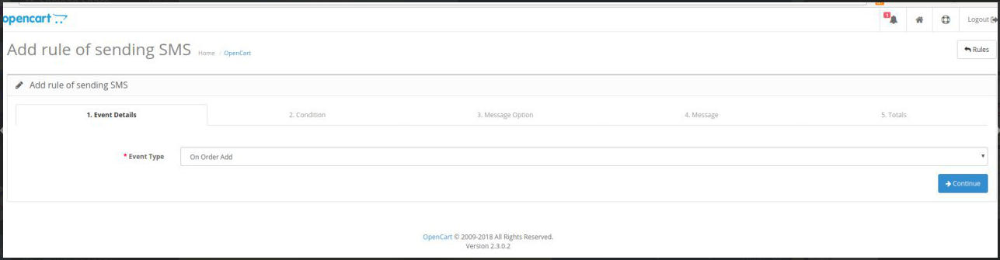 opencart
1
Logout
Add rule of sending SMS Home / OpenCart
Rules
Add rule of sending SMS
1. Event Details 2. Condition 3. Message Option 4. Message 5. Totals
* Event Type On Order Add
Continue
OpenCart © 2009-2018 All Rights Reserved.
Version 2.3.0.2